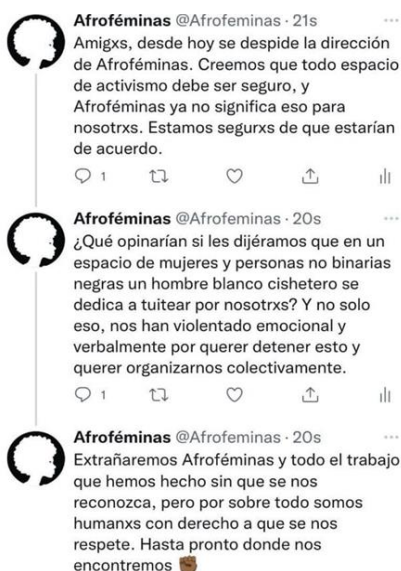 Afroféminas @Afrofeminas · 21s
Amigxs, desde hoy se despide la dirección
de Afroféminas. Creemos que todo espacio
de activismo debe ser seguro, y
Afroféminas ya no significa eso para
nosotrxs. Estamos segurxs de que estarían
de acuerdo.
1
Afroféminas @Afrofeminas · 20s
¿Qué opinarían si les dijéramos que en un
espacio de mujeres y personas no binarias
negras un hombre blanco cishetero se
dedica a tuitear por nosotrxs? Y no solo
eso, nos han violentado emocional y
verbalmente por querer detener esto y
querer organizarnos colectivamente.
1
Afroféminas @Afrofeminas · 20s
Extrañaremos Afroféminas y todo el trabajo
que hemos hecho sin que se nos
reconozca, pero por sobre todo somos
humanxs con derecho a que se nos
respete. Hasta pronto donde nos
encontremos ✊🏾